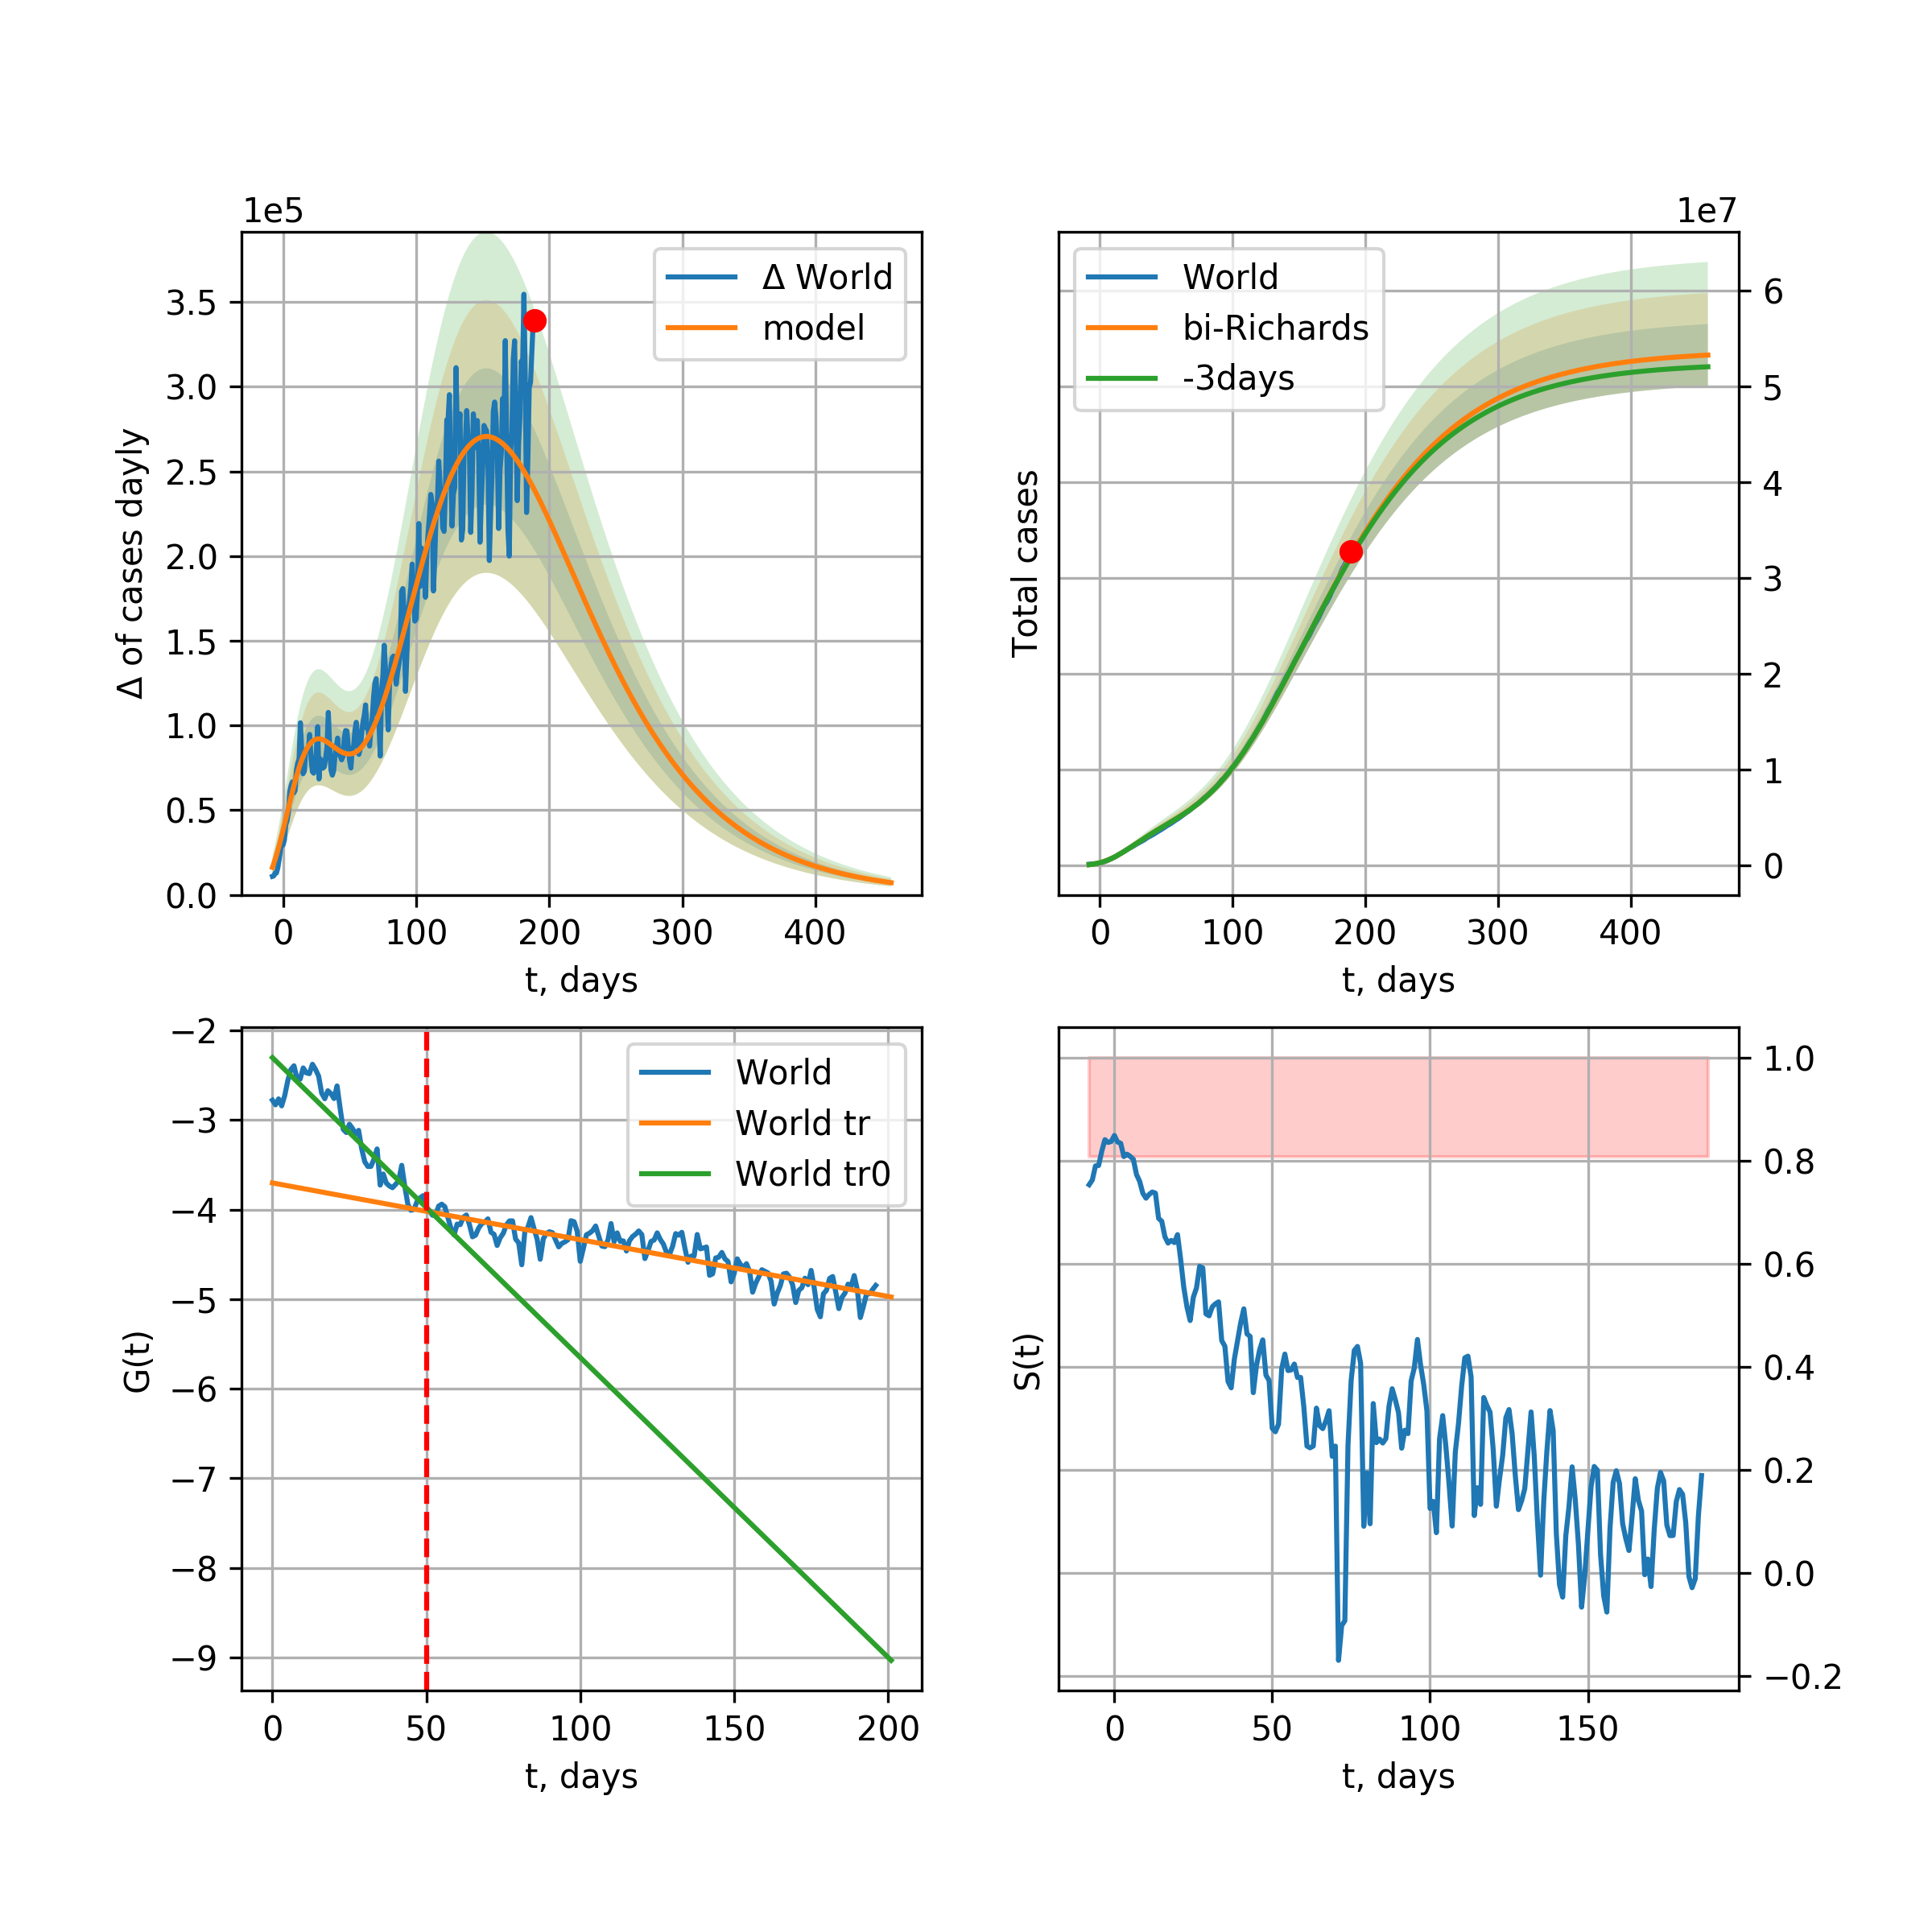 1e5
Δ World
model
3.5
3.0
2.5
2.0
1.5
1.0
0.5
0.0
Δ of cases dayly
0 100 200 300 400
t, days
1e7
World
bi-Richards
-3days
6
5
4
3
2
1
0
Total cases
0 100 200 300 400
t, days
World
World tr
World tr0
−2
−3
−4
−5
−6
−7
−8
−9
G(t)
0 50 100 150 200
t, days
1.0
0.8
0.6
0.4
0.2
0.0
−0.2
S(t)
0 50 100 150
t, days